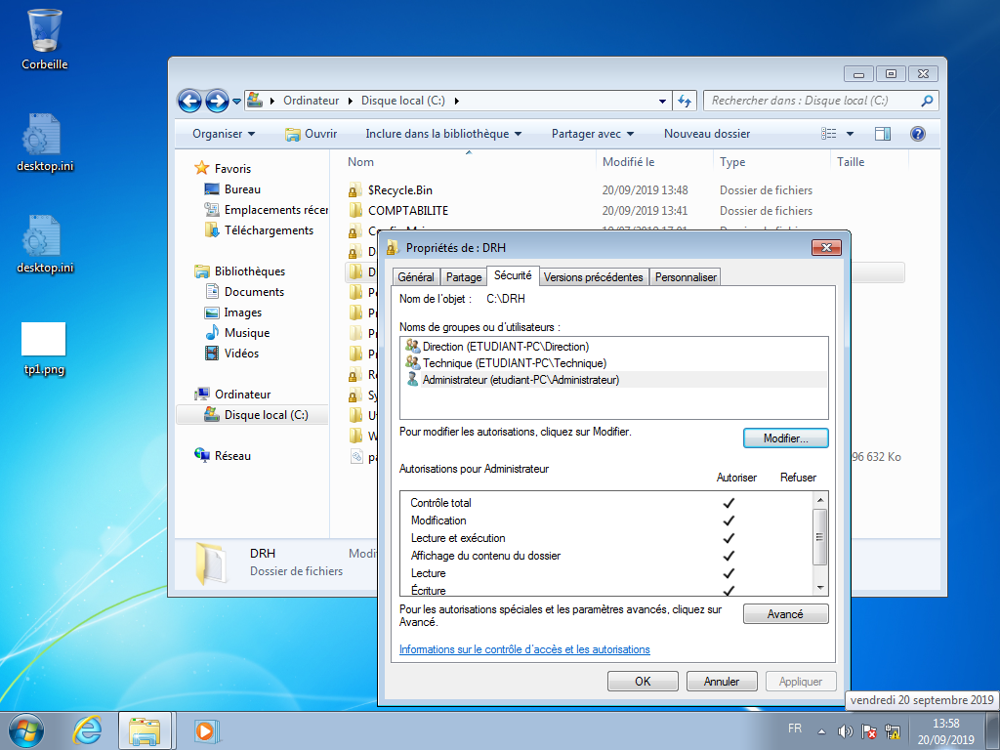 Corbeille
desktop.ini
desktop.ini
tp1.png
Ordinateur
Disque local (C:)
Rechercher dans : Disque local (C:)
Organiser
Ouvrir
Inclure dans la bibliothèque
Partager avec
Nouveau dossier
Favoris
Bureau
Emplacements récen
Téléchargements
Bibliothèques
Documents
Images
Musique
Vidéos
Ordinateur
Disque local (C:)
Réseau
Nom
Modifié le
Type
Taille
$Recycle.Bin
20/09/2019 13:48
Dossier de fichiers
COMPTABILITE
20/09/2019 13:41
Dossier de fichiers
96 632 Ko
DRH
Modi
Dossier de fichiers
Propriétés de : DRH
Général
Partage
Sécurité
Versions précédentes
Personnaliser
Nom de l'objet :
C:\DRH
Noms de groupes ou d'utilisateurs :
Direction (ETUDIANT-PC\Direction)
Technique (ETUDIANT-PC\Technique)
Administrateur (etudiant-PC\Administrateur)
Pour modifier les autorisations, cliquez sur Modifier.
Modifier...
Autorisations pour Administrateur
Autoriser
Refuser
Contrôle total
Modification
Lecture et exécution
Affichage du contenu du dossier
Lecture
Écriture
Pour les autorisations spéciales et les paramètres avancés, cliquez sur
Avancé.
Avancé
Informations sur le contrôle d'accès et les autorisations
OK
Annuler
Appliquer
vendredi 20 septembre 2019
FR
13:58
20/09/2019